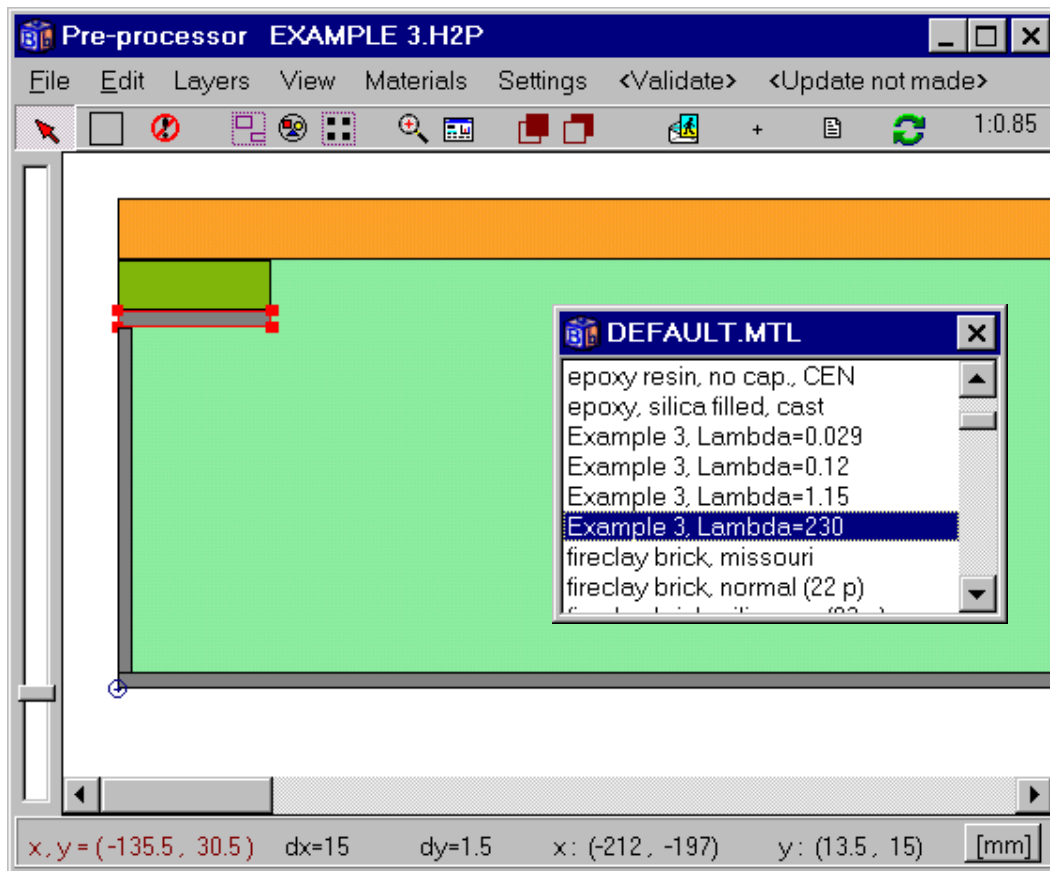 Pre-processor EXAMPLE 3.H2P
File Edit Layers View Materials Settings <Validate> <Update not made>
1:0.85
DEFAULT.MTL
epoxy resin, no cap., CEN
epoxy, silica filled, cast
Example 3, Lambda=0.029
Example 3, Lambda=0.12
Example 3, Lambda=1.15
Example 3, Lambda=230
fireclay brick, missouri
fireclay brick, normal (22 p)
x, y = (-135.5 , 30.5 ) dx=15 dy=1.5 x: (-212 , -197) y: (13.5 , 15) [mm]